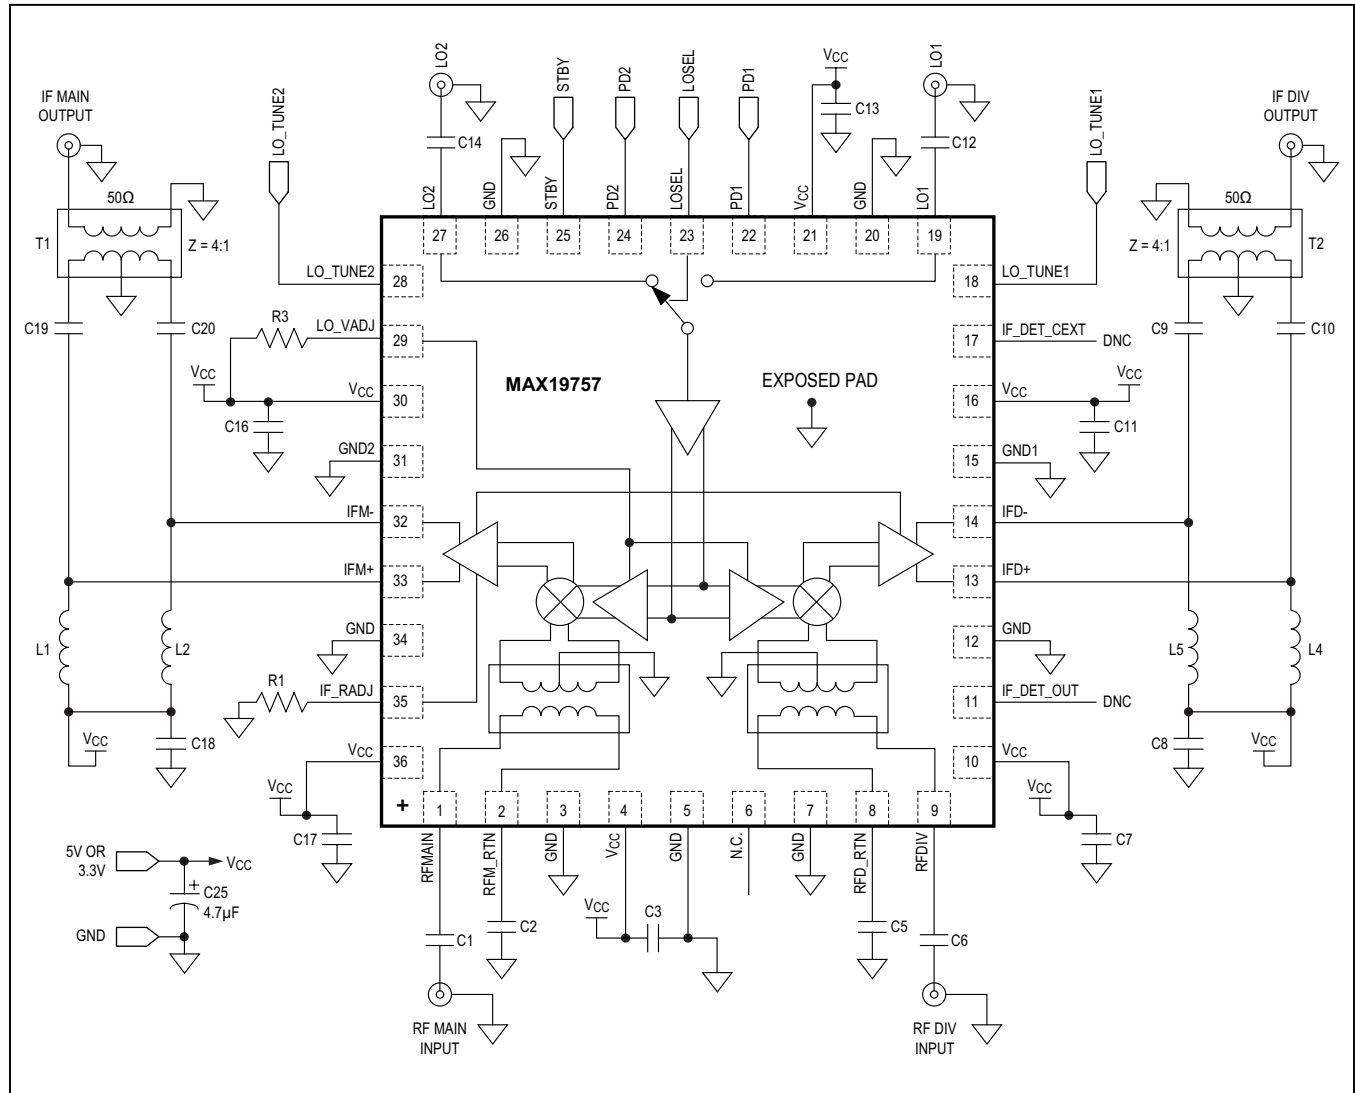 LO2
STBY
PD2
LOSEL
PD1
VCC
LO1
IF MAIN
OUTPUT
LO_TUNE2
C14
C13
C12
LO_TUNE1
IF DIV
OUTPUT
LO2
GND
STBY
PD2
LOSEL
PD1
VCC
GND
LO1
50Ω
T1
Z = 4:1
50Ω
Z = 4:1
T2
27
26
25
24
23
22
21
20
19
LO_TUNE2
28
18
LO_TUNE1
C19
C20
R3
LO_VADJ
29
17
IF_DET_CEXT
DNC
C9
C10
VCC
VCC
30
MAX19757
EXPOSED PAD
16
VCC
VCC
C16
C11
GND2
31
15
GND1
IFM-
32
14
IFD-
IFM+
33
13
IFD+
GND
34
12
GND
L1
L2
L5
L4
R1
IF_RADJ
35
11
IF_DET_OUT
DNC
VCC
C18
VCC
36
10
VCC
C8
VCC
VCC
C17
+
1
2
3
4
5
6
7
8
9
VCC
C7
RFMAIN
RFM_RTN
GND
VCC
GND
N.C.
GND
RFD_RTN
RFDIV
5V OR
3.3V
VCC
+
C25
4.7µF
GND
C1
C2
VCC
C3
C5
C6
RF MAIN
INPUT
RF DIV
INPUT